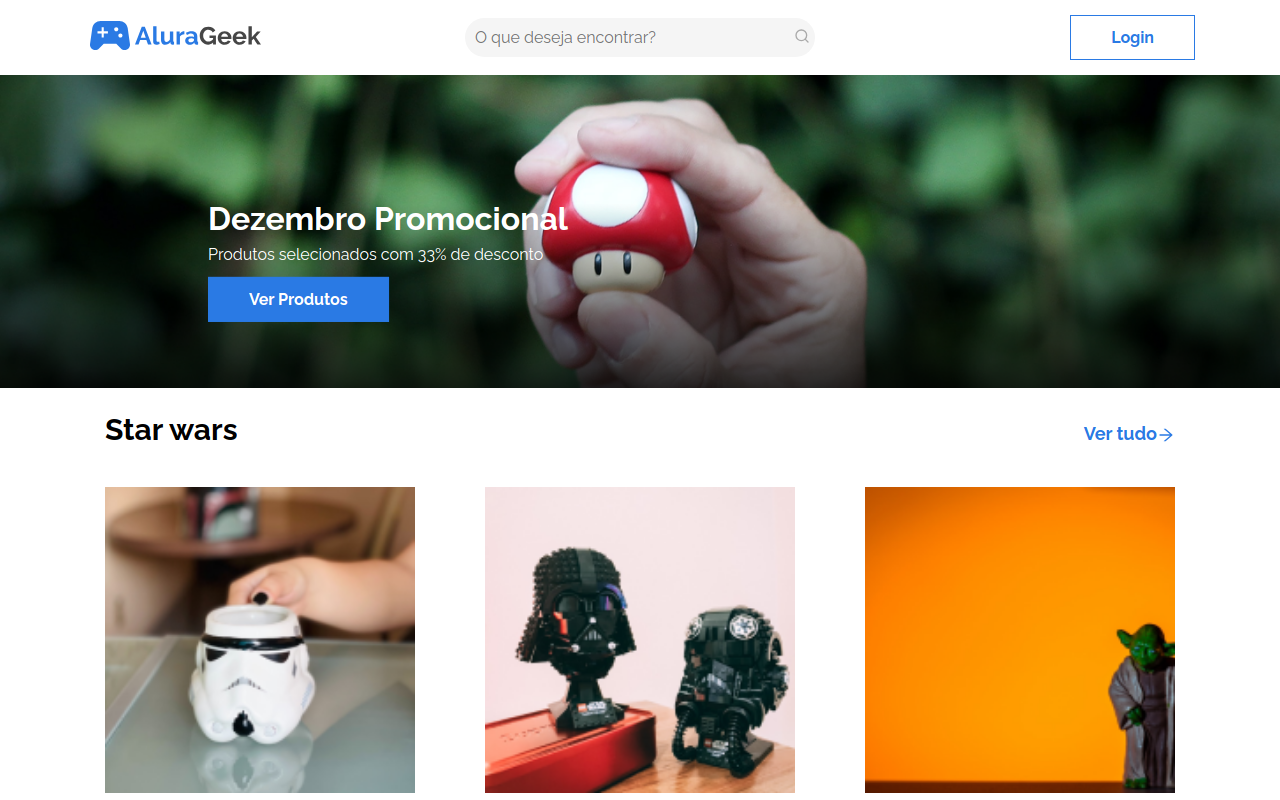 AluraGeek
O que deseja encontrar?
Login
Dezembro Promocional
Produtos selecionados com 33% de desconto
Ver Produtos
Star wars
Ver tudo